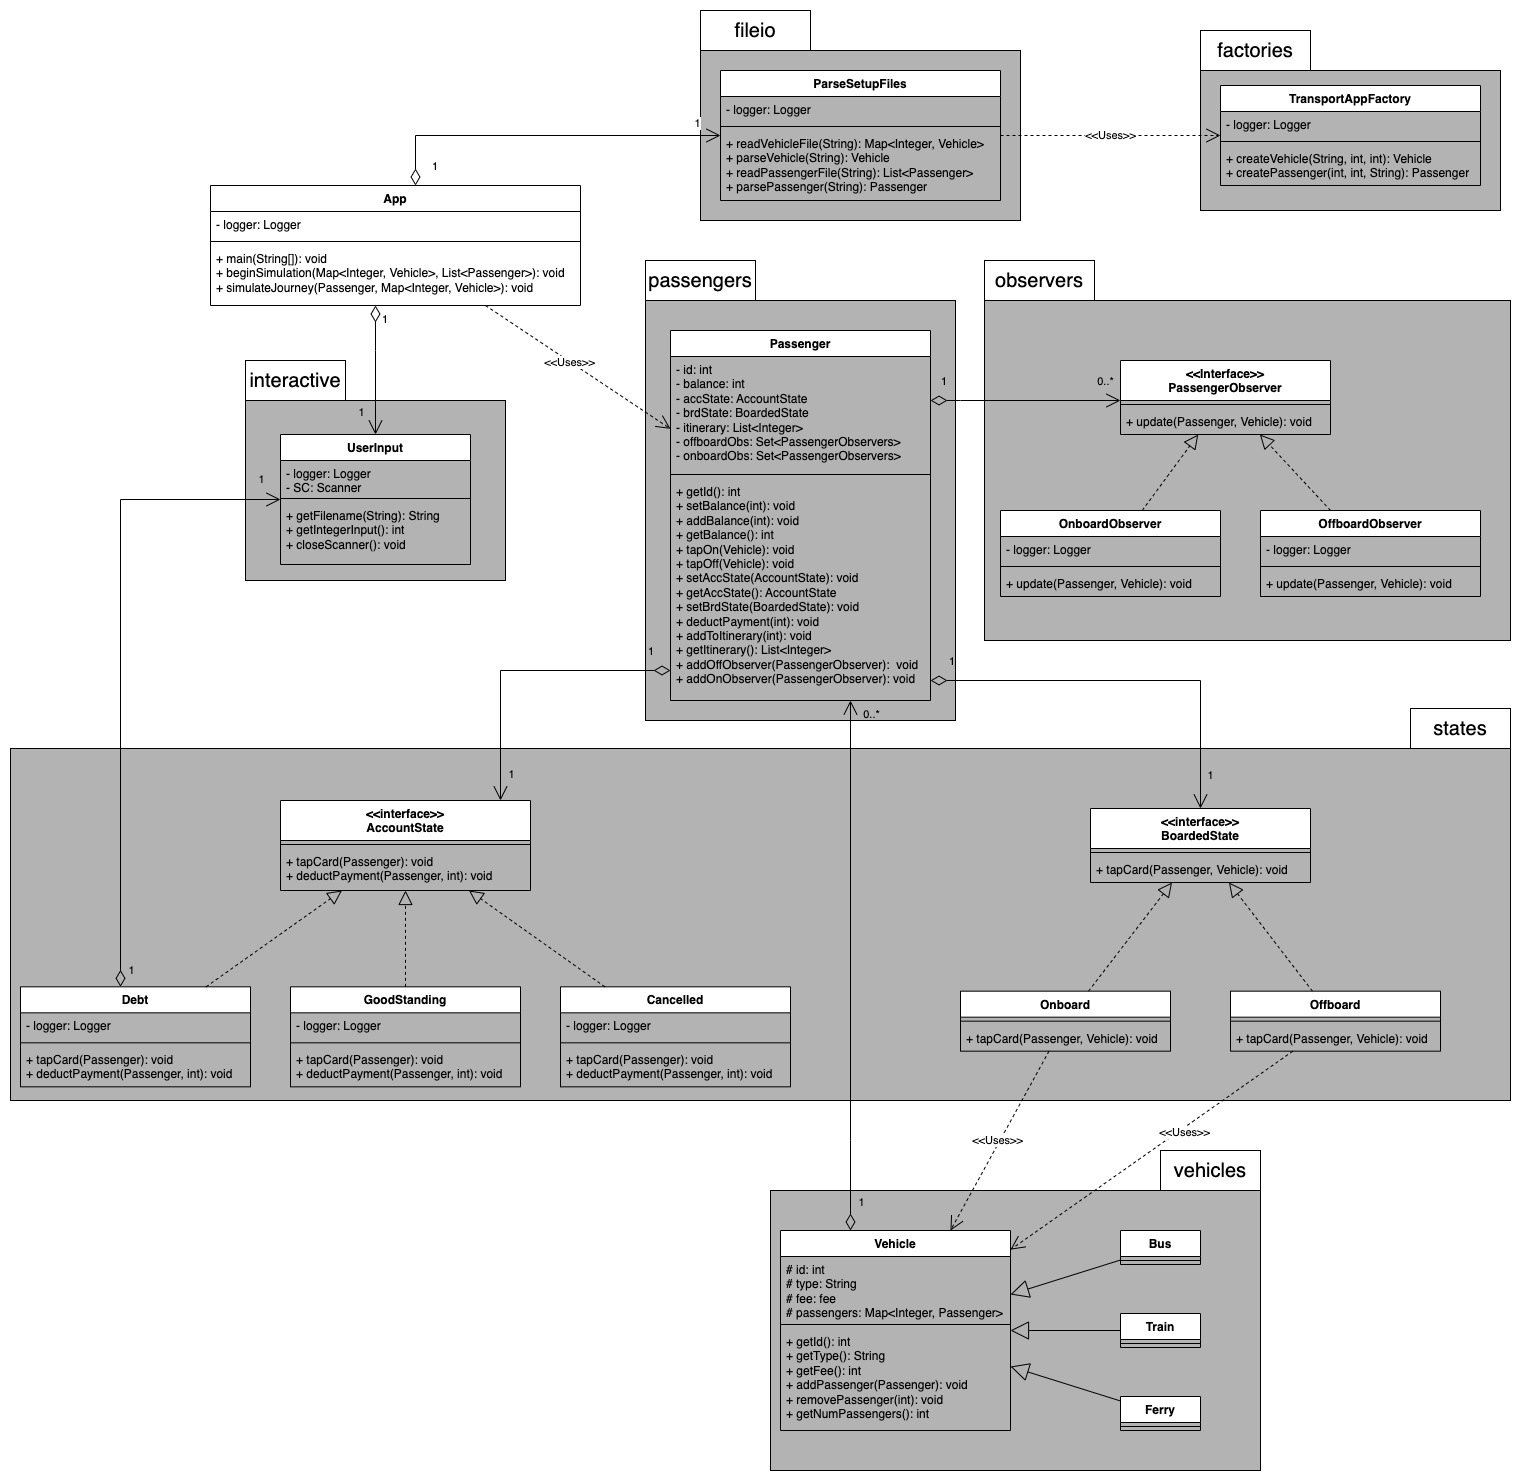 fileio
ParseSetupFiles
- logger: Logger
+ readVehicleFile(String): Map<Integer, Vehicle>
+ parseVehicle(String): Vehicle
+ readPassengerFile(String): List<Passenger>
+ parsePassenger(String): Passenger
<<Uses>>
factories
TransportAppFactory
- logger: Logger
+ createVehicle(String, int, int): Vehicle
+ createPassenger(int, int, String): Passenger
1
1
App
- logger: Logger
+ main(String[]): void
+ beginSimulation(Map<Integer, Vehicle>, List<Passenger>): void
+ simulateJourney(Passenger, Map<Integer, Vehicle>): void
1
<<Uses>>
interactive
1
UserInput
- logger: Logger
- SC: Scanner
+ getFilename(String): String
+ getIntegerInput(): int
+ closeScanner(): void
1
passengers
Passenger
- id: int
- balance: int
- accState: AccountState
- brdState: BoardedState
- itinerary: List<Integer>
- offboardObs: Set<PassengerObservers>
- onboardObs: Set<PassengerObservers>
+ getId(): int
+ setBalance(int): void
+ addBalance(int): void
+ getBalance(): int
+ tapOn(Vehicle): void
+ tapOff(Vehicle): void
+ setAccState(AccountState): void
+ getAccState(): AccountState
+ setBrdState(BoardedState): void
+ deductPayment(int): void
+ addToItinerary(int): void
+ getItinerary(): List<Integer>
+ addOffObserver(PassengerObserver): void
+ addOnObserver(PassengerObserver): void
1
0..*
1
1
0..*
observers
<<Interface>>
PassengerObserver
+ update(Passenger, Vehicle): void
OnboardObserver
- logger: Logger
+ update(Passenger, Vehicle): void
OffboardObserver
- logger: Logger
+ update(Passenger, Vehicle): void
states
1
<<interface>>
AccountState
+ tapCard(Passenger): void
+ deductPayment(Passenger, int): void
1
Debt
- logger: Logger
+ tapCard(Passenger): void
+ deductPayment(Passenger, int): void
GoodStanding
- logger: Logger
+ tapCard(Passenger): void
+ deductPayment(Passenger, int): void
Cancelled
- logger: Logger
+ tapCard(Passenger): void
+ deductPayment(Passenger, int): void
1
<<interface>>
BoardedState
+ tapCard(Passenger, Vehicle): void
Onboard
+ tapCard(Passenger, Vehicle): void
Offboard
+ tapCard(Passenger, Vehicle): void
<<Uses>>
<<Uses>>
vehicles
1
Vehicle
# id: int
# type: String
# fee: fee
# passengers: Map<Integer, Passenger>
+ getId(): int
+ getType(): String
+ getFee(): int
+ addPassenger(Passenger): void
+ removePassenger(int): void
+ getNumPassengers(): int
Bus
Train
Ferry